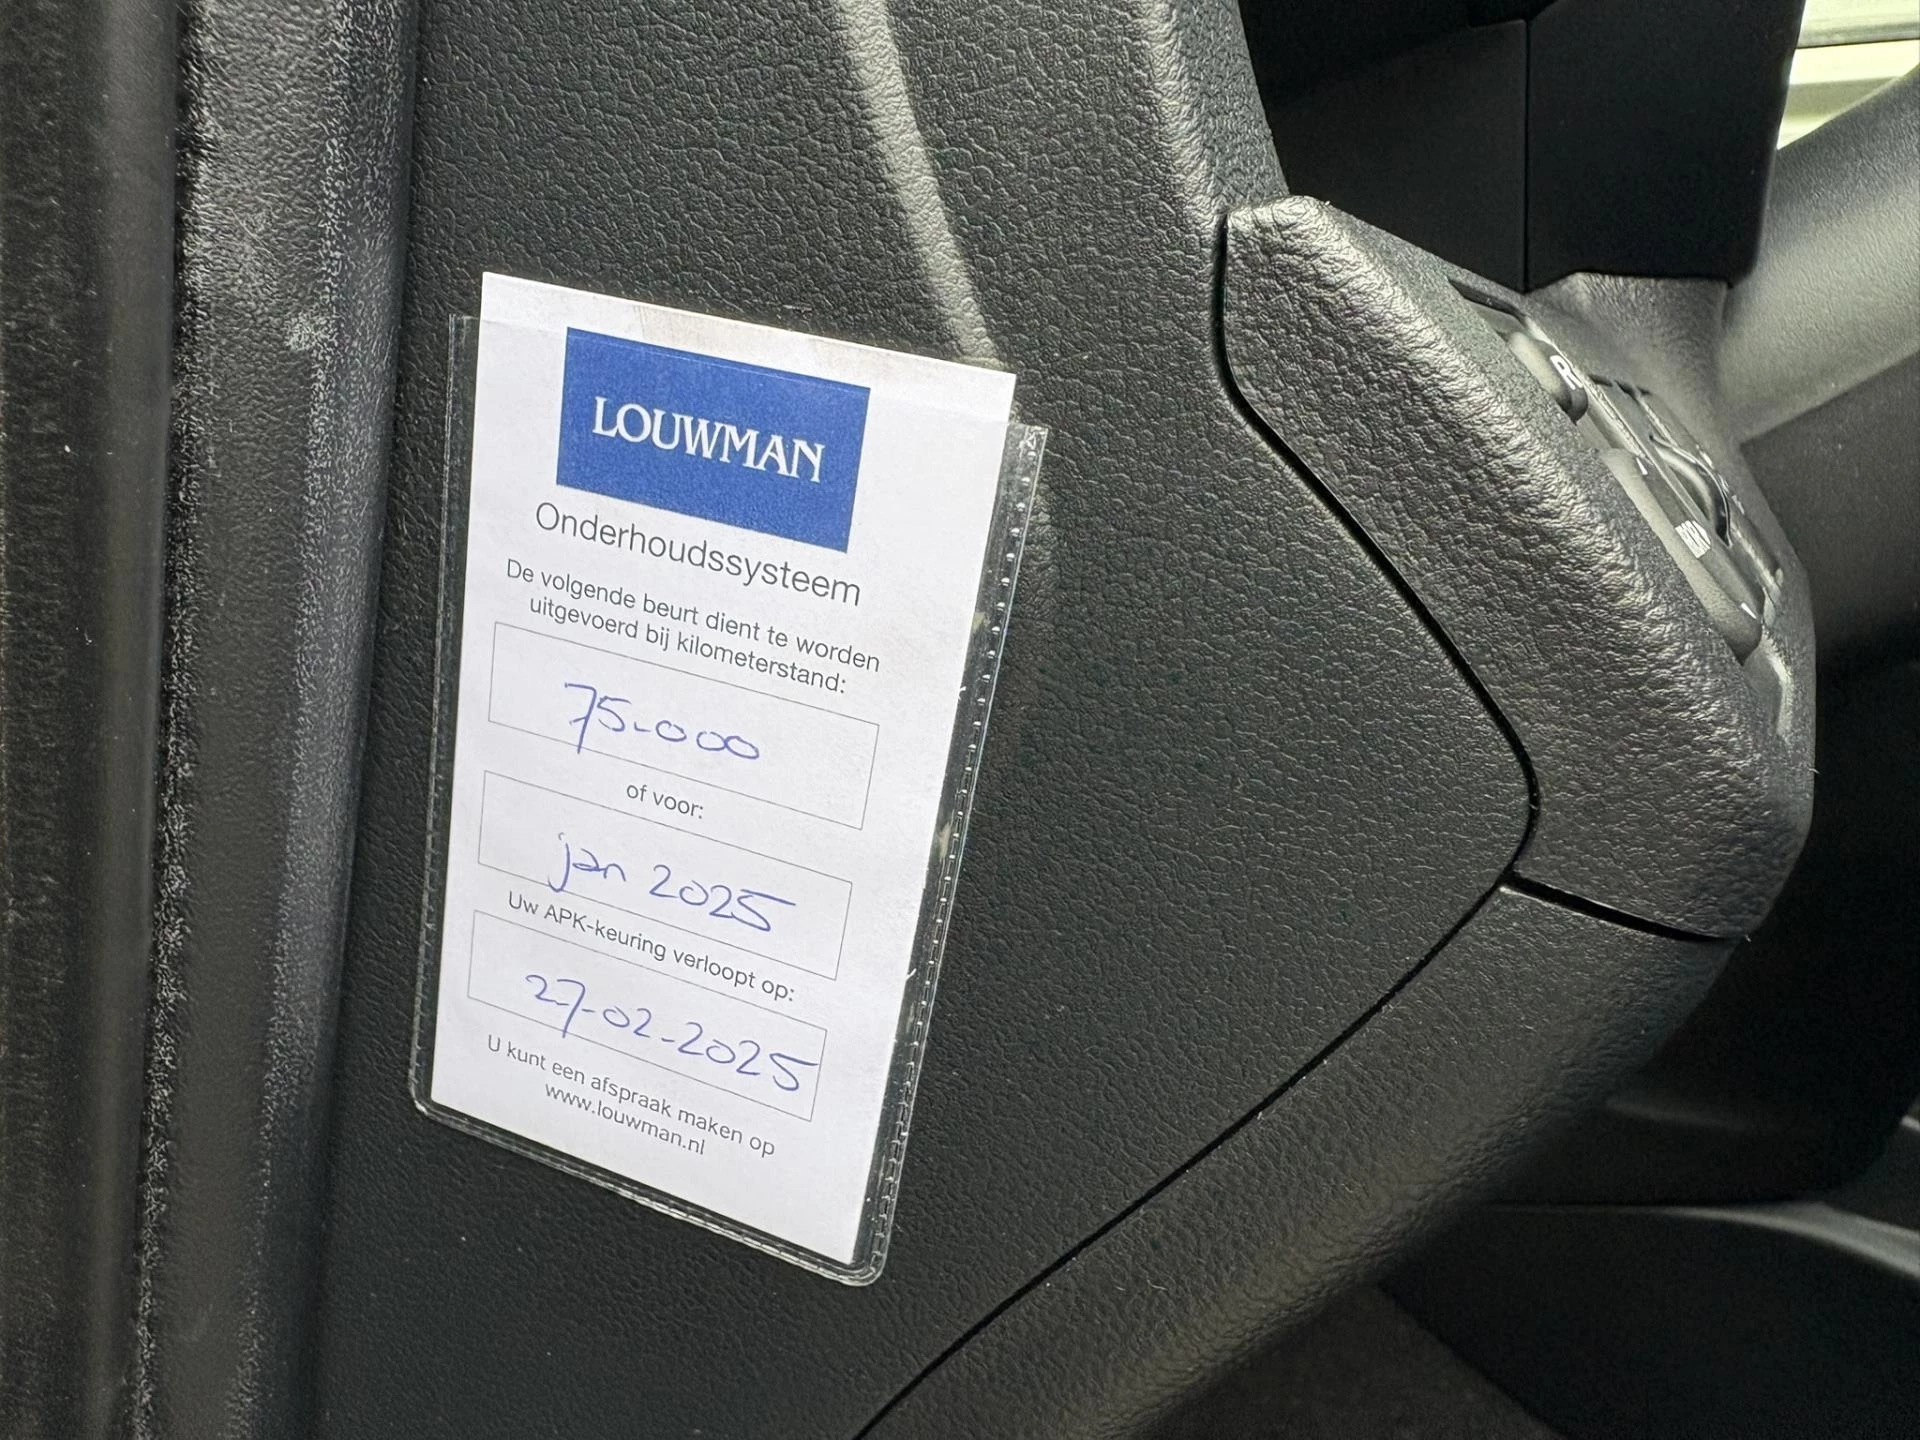 LOUWMAN
Onderhoudssysteem
De volgende beurt dient te worden
uitgevoerd bij kilometerstand:
75.000
of voor:
jan 2025
Uw APK-keuring verloopt op:
27-02-2025
U kunt een afspraak maken op
www.louwman.nl